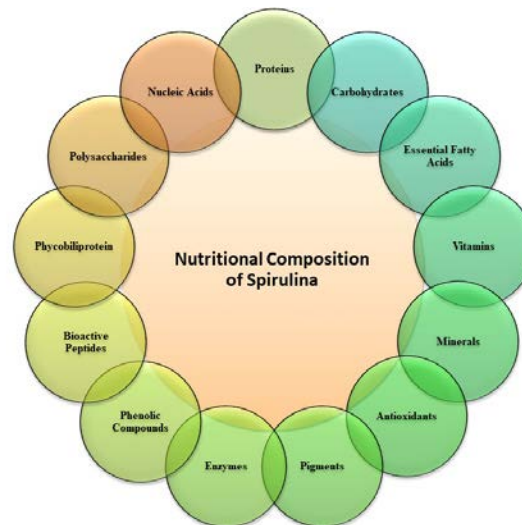 Proteins
Carbohydrates
Essential Fatty
Acids
Vitamins
Minerals
Antioxidants
Pigments
Enzymes
Phenolic
Compounds
Bioactive
Peptides
Phycobiliprotein
Polysaccharides
Nucleic Acids
Nutritional Composition
of Spirulina